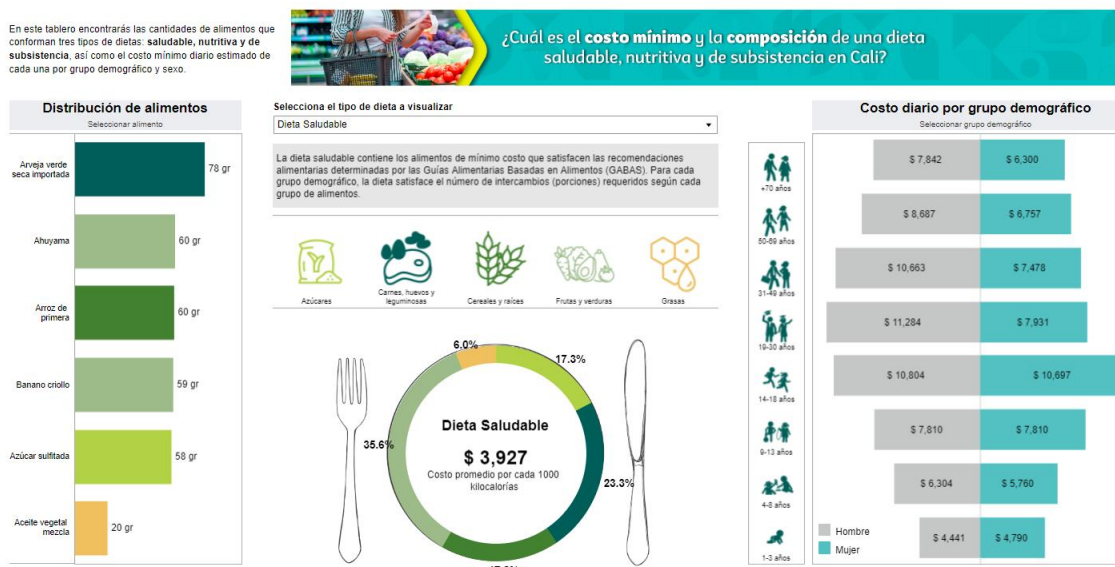 En este tablero encontrarás las cantidades de alimentos que
conforman tres tipos de dietas: saludable, nutritiva y de
subsistencia, así como el costo mínimo diario estimado de
cada una por grupo demográfico y sexo.
¿Cuál es el costo mínimo y la composición de una dieta
saludable, nutritiva y de subsistencia en Cali?
Distribución de alimentos
Seleccionar alimento
Arveja verde
seca importada
78 gr
Ahuyama
60 gr
Arroz de
primera
60 gr
Banano criollo
59 gr
Azúcar sulfitada
58 gr
Aceite vegetal
mezcla
20 gr
Selecciona el tipo de dieta a visualizar
Dieta Saludable
La dieta saludable contiene los alimentos de mínimo costo que satisfacen las recomendaciones
alimentarias determinadas por las Guías Alimentarias Basadas en Alimentos (GABAS). Para cada
grupo demográfico, la dieta satisface el número de intercambios (porciones) requeridos según cada
grupo de alimentos.
Azúcares
Carnes, huevos y
leguminosas
Cereales y raíces
Frutas y verduras
Grasas
6.0%
17.3%
35.6%
23.3%
Dieta Saludable
$ 3,927
Costo promedio por cada 1000
kilocalorías
Costo diario por grupo demográfico
Seleccionar grupo demográfico
+70 años
$ 7,842
$ 6,300
50-69 años
$ 8,687
$ 6,757
31-49 años
$ 10,663
$ 7,478
19-30 años
$ 11,284
$ 7,931
14-18 años
$ 10,804
$ 10,697
9-13 años
$ 7,810
$ 7,810
4-8 años
$ 6,304
$ 5,760
1-3 años
$ 4,441
$ 4,790
Hombre
Mujer